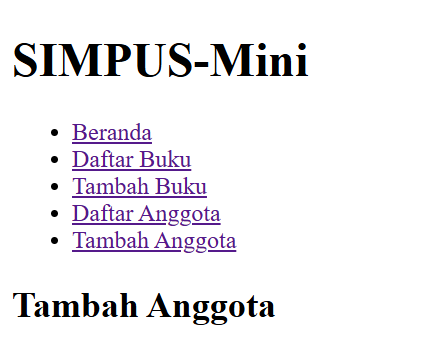 SIMPUS-Mini
Beranda
Daftar Buku
Tambah Buku
Daftar Anggota
Tambah Anggota
Tambah Anggota